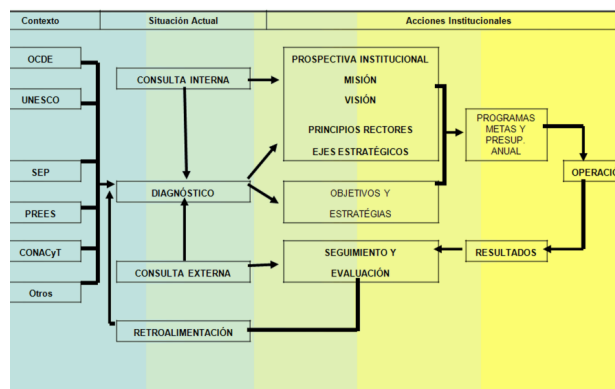 Contexto
Situación Actual
Acciones Institucionales
OCDE
UNESCO
SEP
PREES
CONACyT
Otros
CONSULTA INTERNA
DIAGNÓSTICO
CONSULTA EXTERNA
RETROALIMENTACIÓN
PROSPECTIVA INSTITUCIONAL
MISIÓN
VISIÓN
PRINCIPIOS RECTORES
EJES ESTRATÉGICOS
OBJETIVOS Y
ESTRATÉGIAS
SEGUIMIENTO Y
EVALUACIÓN
PROGRAMAS
METAS Y
PRESUP.
ANUAL
RESULTADOS
OPERACIO